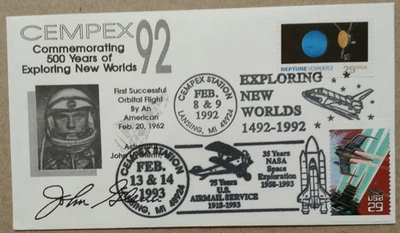 CEMPEX 92
Commemorating
500 Years of
Exploring New Worlds
First Successful
Orbital Flight
By An
American
Feb. 20, 1962
NEPTUNE VOYAGER 2
29 USA
CEMPEX STATION
FEB.
8 & 9
1992
LANSING, MI 48924
EXPLORING
NEW
WORLDS
1492-1992
CEMPEX STATION
FEB.
13 & 14
1993
LANSING, MI 48924
75 Years
U.S.
AIRMAIL SERVICE
1918-1993
35 Years
NASA
Space
Exploration
1958-1993
USA
29
John Glenn